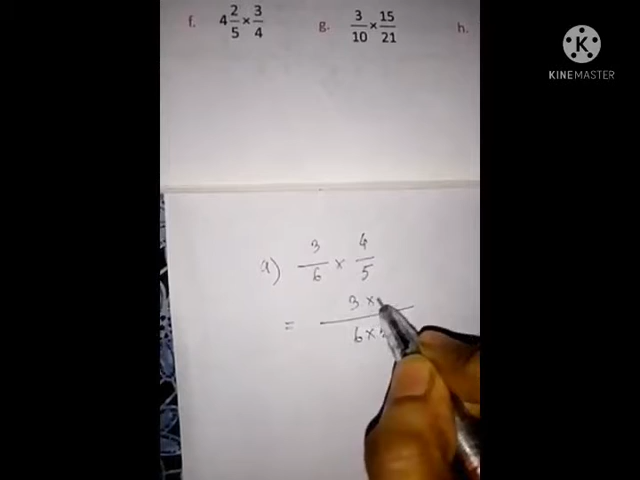 f. 4 2/5 × 3/4 g. 3/10 × 15/21 h.
KINEMASTER
a) 3/6 × 4/5
= 3 × / 6 ×